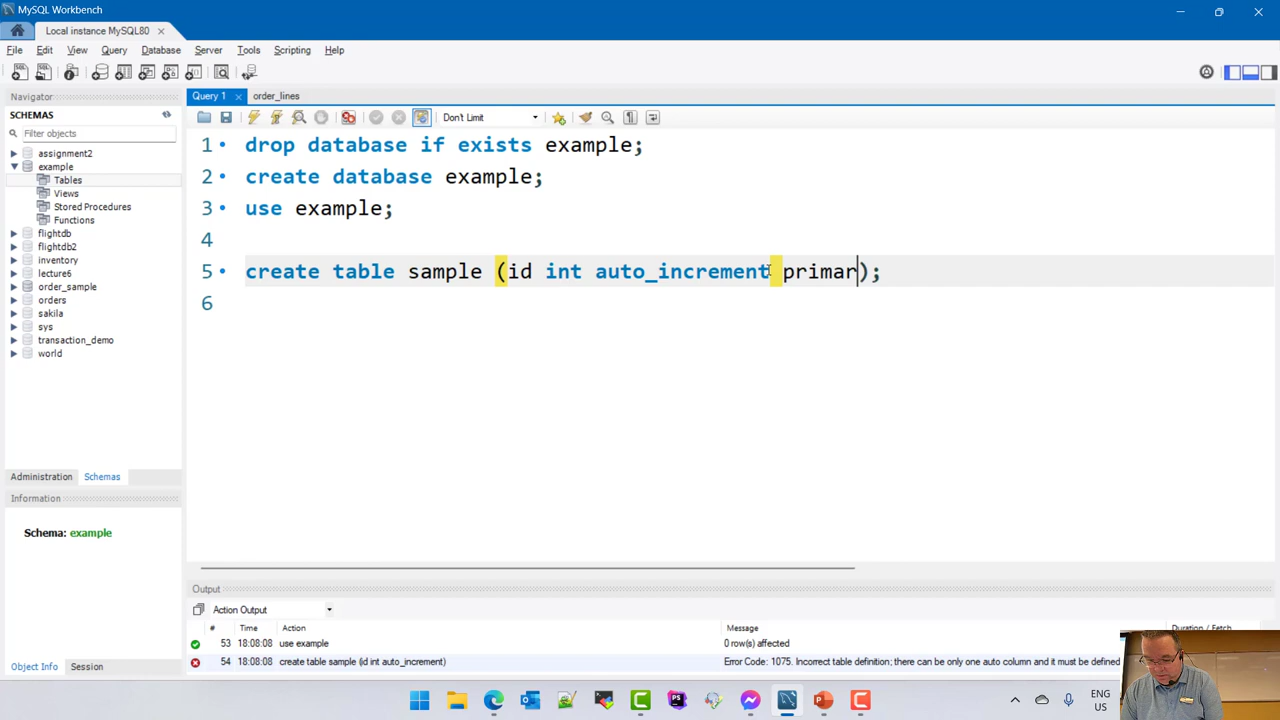 MySQL Workbench
Local instance MySQL80
File Edit View Query Database Server Tools Scripting Help
Navigator
SCHEMAS
Filter objects
assignment2
example
Tables
Views
Stored Procedures
Functions
flightdb
flightdb2
inventory
lecture6
order_sample
orders
sakila
sys
transaction_demo
world
Administration Schemas
Information
Schema: example
Object Info Session
Query 1 order_lines
Don't Limit
1 drop database if exists example;
2 create database example;
3 use example;
4
5 create table sample (id int auto_increment primar);
6
Output
Action Output
# Time Action Message Duration / Fetch
53 18:08:08 use example 0 row(s) affected
54 18:08:08 create table sample (id int auto_increment) Error Code: 1075. Incorrect table definition; there can be only one auto column and it must be defined
ENG
US